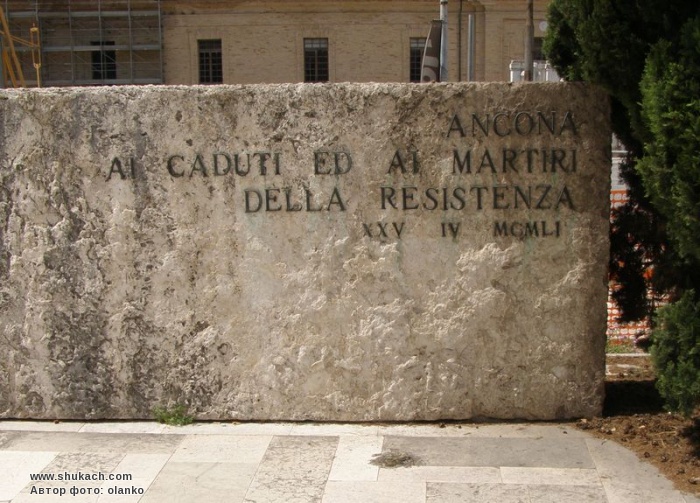 ANCONA
AI CADUTI ED AI MARTIRI
DELLA RESISTENZA
XXV IV MCMLI
www.shukach.com
Автор фото: olanko